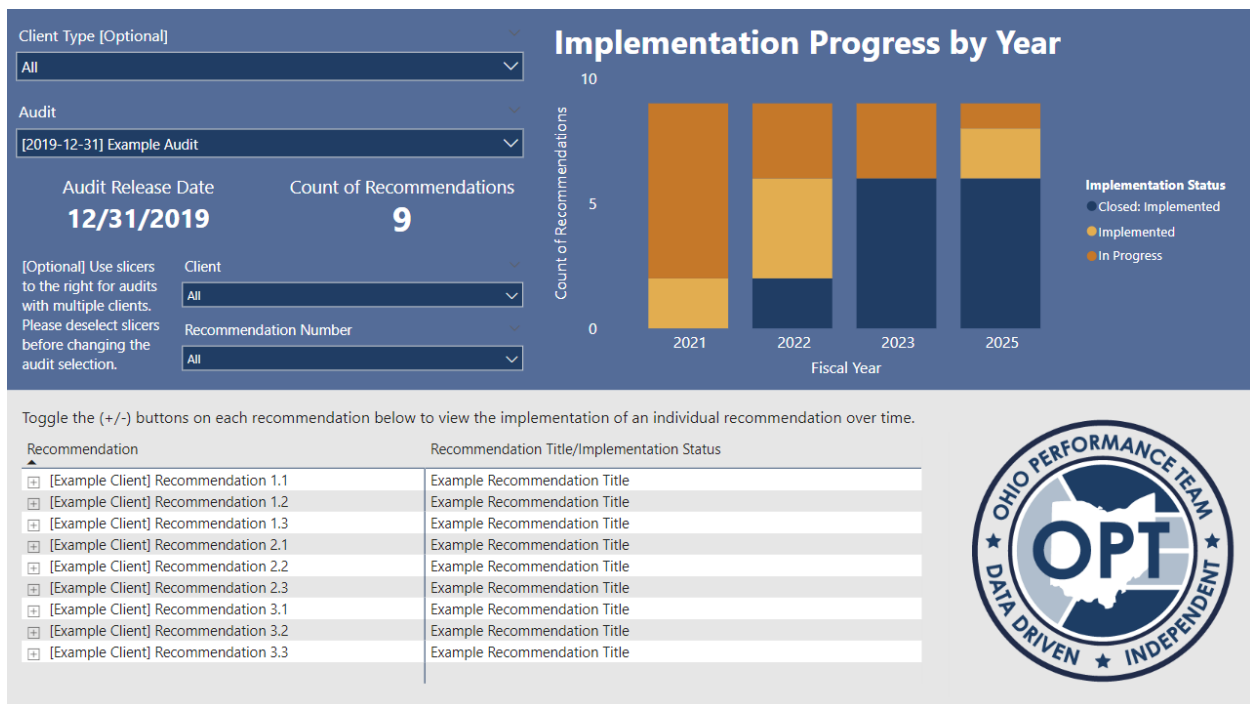 Client Type [Optional]
All
Audit
[2019-12-31] Example Audit
Audit Release Date
12/31/2019
Count of Recommendations
9
[Optional] Use slicers
to the right for audits
with multiple clients.
Please deselect slicers
before changing the
audit selection.
Client
All
Recommendation Number
All
Implementation Progress by Year
Count of Recommendations
10
5
0
2021 2022 2023 2025
Fiscal Year
Implementation Status
Closed: Implemented
Implemented
In Progress
Toggle the (+/-) buttons on each recommendation below to view the implementation of an individual recommendation over time.
Recommendation Recommendation Title/Implementation Status
[Example Client] Recommendation 1.1 Example Recommendation Title
[Example Client] Recommendation 1.2 Example Recommendation Title
[Example Client] Recommendation 1.3 Example Recommendation Title
[Example Client] Recommendation 2.1 Example Recommendation Title
[Example Client] Recommendation 2.2 Example Recommendation Title
[Example Client] Recommendation 2.3 Example Recommendation Title
[Example Client] Recommendation 3.1 Example Recommendation Title
[Example Client] Recommendation 3.2 Example Recommendation Title
[Example Client] Recommendation 3.3 Example Recommendation Title
OHIO PERFORMANCE TEAM
OPT
DATA DRIVEN ★ INDEPENDENT